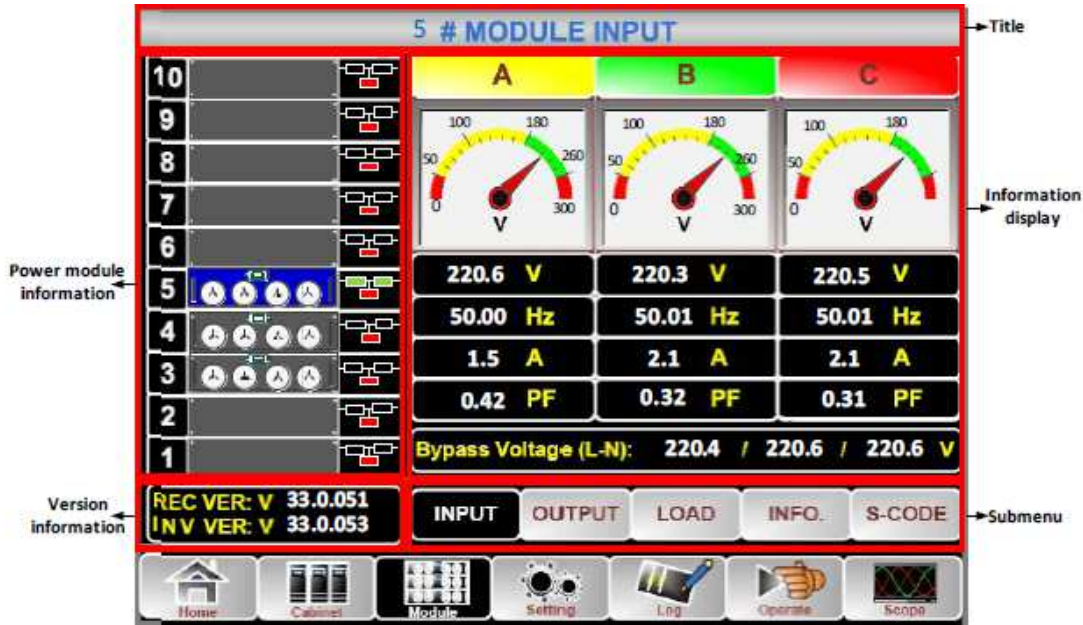 5 # MODULE INPUT
Title
10
9
8
7
6
5
4
3
2
1
Power module
information
A
B
C
0 50 100 180 260 300
V
0 50 100 180 260 300
V
0 50 100 180 300
V
Information
display
220.6 V 220.3 V 220.5 V
50.00 Hz 50.01 Hz 50.01 Hz
1.5 A 2.1 A 2.1 A
0.42 PF 0.32 PF 0.31 PF
Bypass Voltage (L-N): 220.4 / 220.6 / 220.6 V
Version
information
REC VER: V 33.0.051
INV VER: V 33.0.053
INPUT OUTPUT LOAD INFO. S-CODE
Submenu
Home Cabinet Module Setting Log Operate Scope